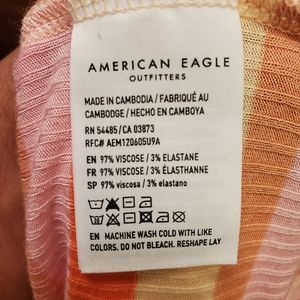 AMERICAN EAGLE
OUTFITTERS
MADE IN CAMBODIA / FABRIQUÉ AU
CAMBODGE / HECHO EN CAMBOYA
RN 54485/CA 03873
RFC# AEM120605U9A
EN 97% VISCOSE / 3% ELASTANE
FR 97% VISCOSE / 3% ÉLASTHANNE
SP 97% viscosa / 3% elastano
EN MACHINE WASH COLD WITH LIKE
COLORS. DO NOT BLEACH. RESHAPE LAY